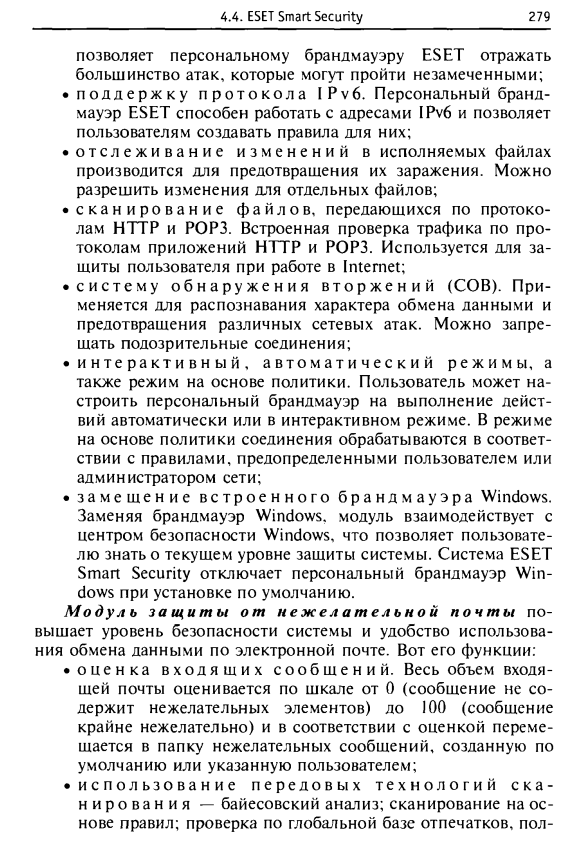 4.4. ESET Smart Security 279
позволяет персональному брандмауэру ESET отражать
большинство атак, которые могут пройти незамеченными;
• поддержку протокола IPv6. Персональный бранд-
мауэр ESET способен работать с адресами IPv6 и позволяет
пользователям создавать правила для них;
• отслеживание изменений в исполняемых файлах
производится для предотвращения их заражения. Можно
разрешить изменения для отдельных файлов;
• сканирование файлов, передающихся по протоко-
лам HTTP и POP3. Встроенная проверка трафика по про-
токолам приложений HTTP и POP3. Используется для за-
щиты пользователя при работе в Internet;
• систему обнаружения вторжений (СОВ). При-
меняется для распознавания характера обмена данными и
предотвращения различных сетевых атак. Можно запре-
щать подозрительные соединения;
• интерактивный, автоматический режимы, а
также режим на основе политики. Пользователь может на-
строить персональный брандмауэр на выполнение дейст-
вий автоматически или в интерактивном режиме. В режиме
на основе политики соединения обрабатываются в соответ-
ствии с правилами, предопределенными пользователем или
администратором сети;
• замещение встроенного брандмауэра Windows.
Заменяя брандмауэр Windows, модуль взаимодействует с
центром безопасности Windows, что позволяет пользовате-
лю знать о текущем уровне защиты системы. Система ESET
Smart Security отключает персональный брандмауэр Win-
dows при установке по умолчанию.
Модуль защиты от нежелательной почты по-
вышает уровень безопасности системы и удобство использова-
ния обмена данными по электронной почте. Вот его функции:
• оценка входящих сообщений. Весь объем входя-
щей почты оценивается по шкале от 0 (сообщение не со-
держит нежелательных элементов) до 100 (сообщение
крайне нежелательно) и в соответствии с оценкой переме-
щается в папку нежелательных сообщений, созданную по
умолчанию или указанную пользователем;
• использование передовых технологий ска-
нирования — байесовский анализ; сканирование на ос-
нове правил; проверка по глобальной базе отпечатков, пол-